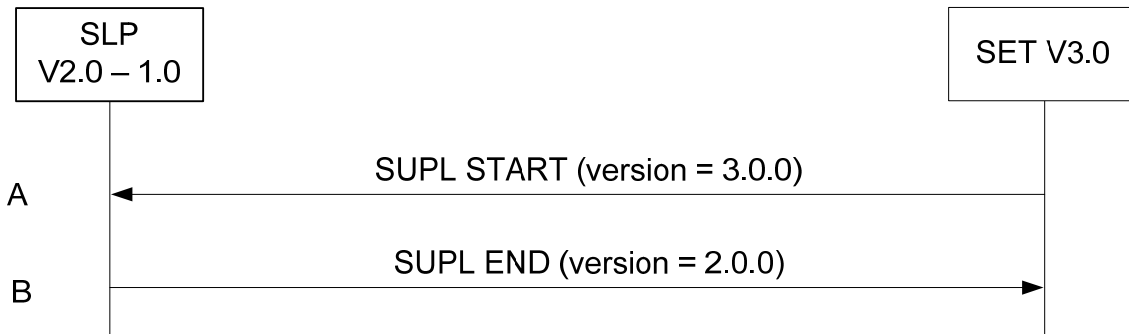 SLP
V2.0 – 1.0
SET V3.0
SUPL START (version = 3.0.0)
A
SUPL END (version = 2.0.0)
B